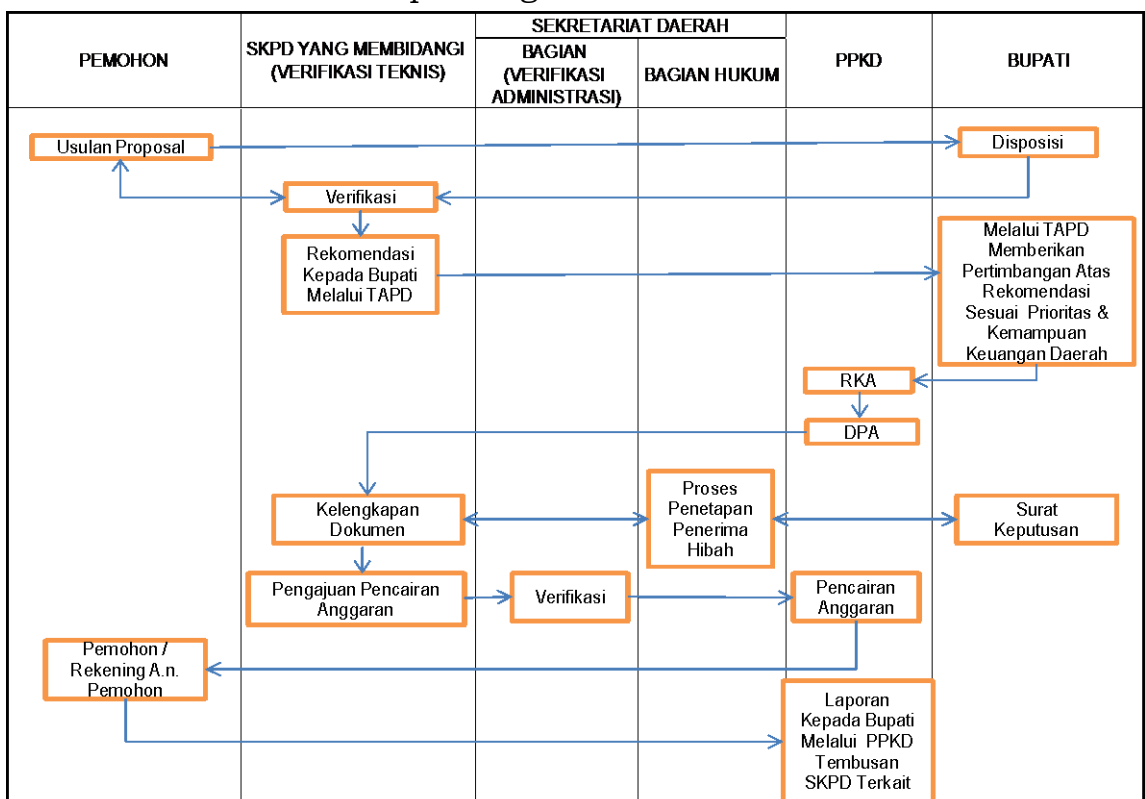 SEKRETARIAT DAERAH
PEMOHON
SKPD YANG MEMBIDANGI
(VERIFIKASI TEKNIS)
BAGIAN
(VERIFIKASI
ADMINISTRASI)
BAGIAN HUKUM
PPKD
BUPATI
Usulan Proposal
Disposisi
Verifikasi
Rekomendasi
Kepada Bupati
Melalui TAPD
Melalui TAPD
Memberikan
Pertimbangan Atas
Rekomendasi
Sesuai Prioritas &
Kemampuan
Keuangan Daerah
RKA
DPA
Kelengkapan
Dokumen
Proses
Penetapan
Penerima
Hibah
Surat
Keputusan
Pengajuan Pencairan
Anggaran
Verifikasi
Pencairan
Anggaran
Pemohon /
Rekening A.n.
Pemohon
Laporan
Kepada Bupati
Melalui PPKD
Tembusan
SKPD Terkait